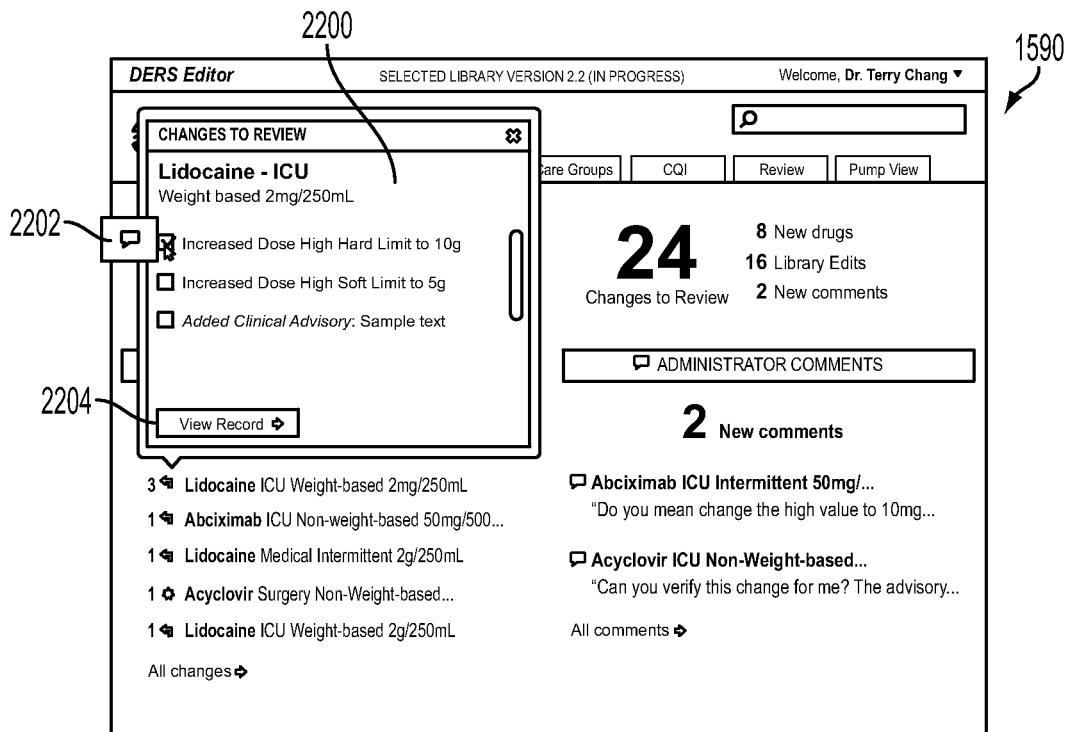 2200
1590
DERS Editor SELECTED LIBRARY VERSION 2.2 (IN PROGRESS) Welcome, Dr. Terry Chang
CHANGES TO REVIEW
Lidocaine - ICU
Weight based 2mg/250mL
2202
Increased Dose High Hard Limit to 10g
Increased Dose High Soft Limit to 5g
Added Clinical Advisory: Sample text
2204
View Record
Care Groups CQI Review Pump View
24
Changes to Review
8 New drugs
16 Library Edits
2 New comments
ADMINISTRATOR COMMENTS
2 New comments
3 Lidocaine ICU Weight-based 2mg/250mL
1 Abciximab ICU Non-weight-based 50mg/500...
1 Lidocaine Medical Intermittent 2g/250mL
1 Acyclovir Surgery Non-Weight-based...
1 Lidocaine ICU Weight-based 2g/250mL
All changes
Abciximab ICU Intermittent 50mg/...
“Do you mean change the high value to 10mg...
Acyclovir ICU Non-Weight-based...
“Can you verify this change for me? The advisory...
All comments